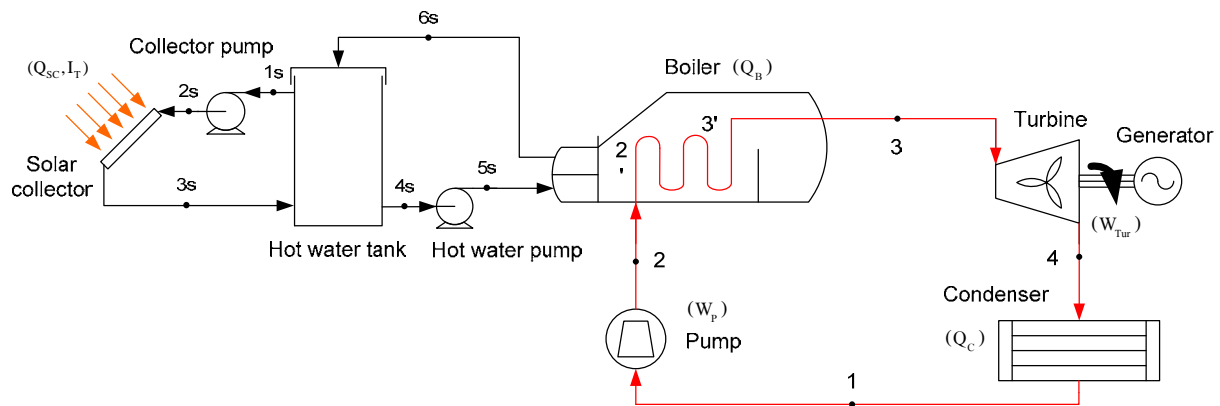 6s
Collector pump
(Q_SC, I_T)
1s
2s
Boiler (Q_B)
3'
Turbine
Generator
2
'
3
Solar
collector
3s
4s
5s
(W_Tur)
Hot water tank
Hot water pump
2
4
Condenser
(W_P)
Pump
(Q_C)
1